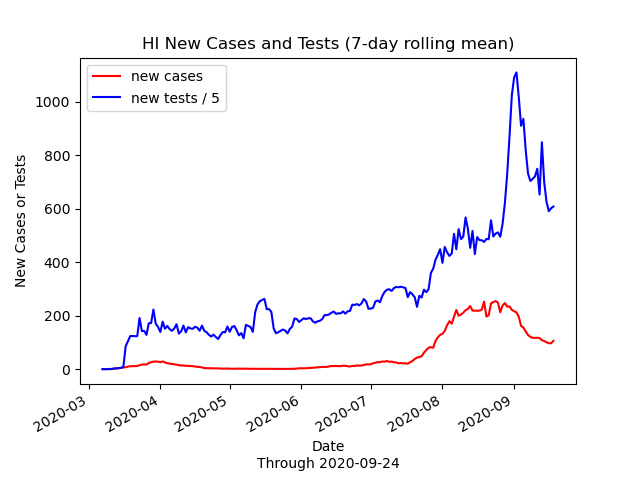 HI New Cases and Tests (7-day rolling mean)
new cases
new tests / 5
1000
800
600
400
200
0
New Cases or Tests
2020-03
2020-04
2020-05
2020-06
2020-07
2020-08
2020-09
Date
Through 2020-09-24